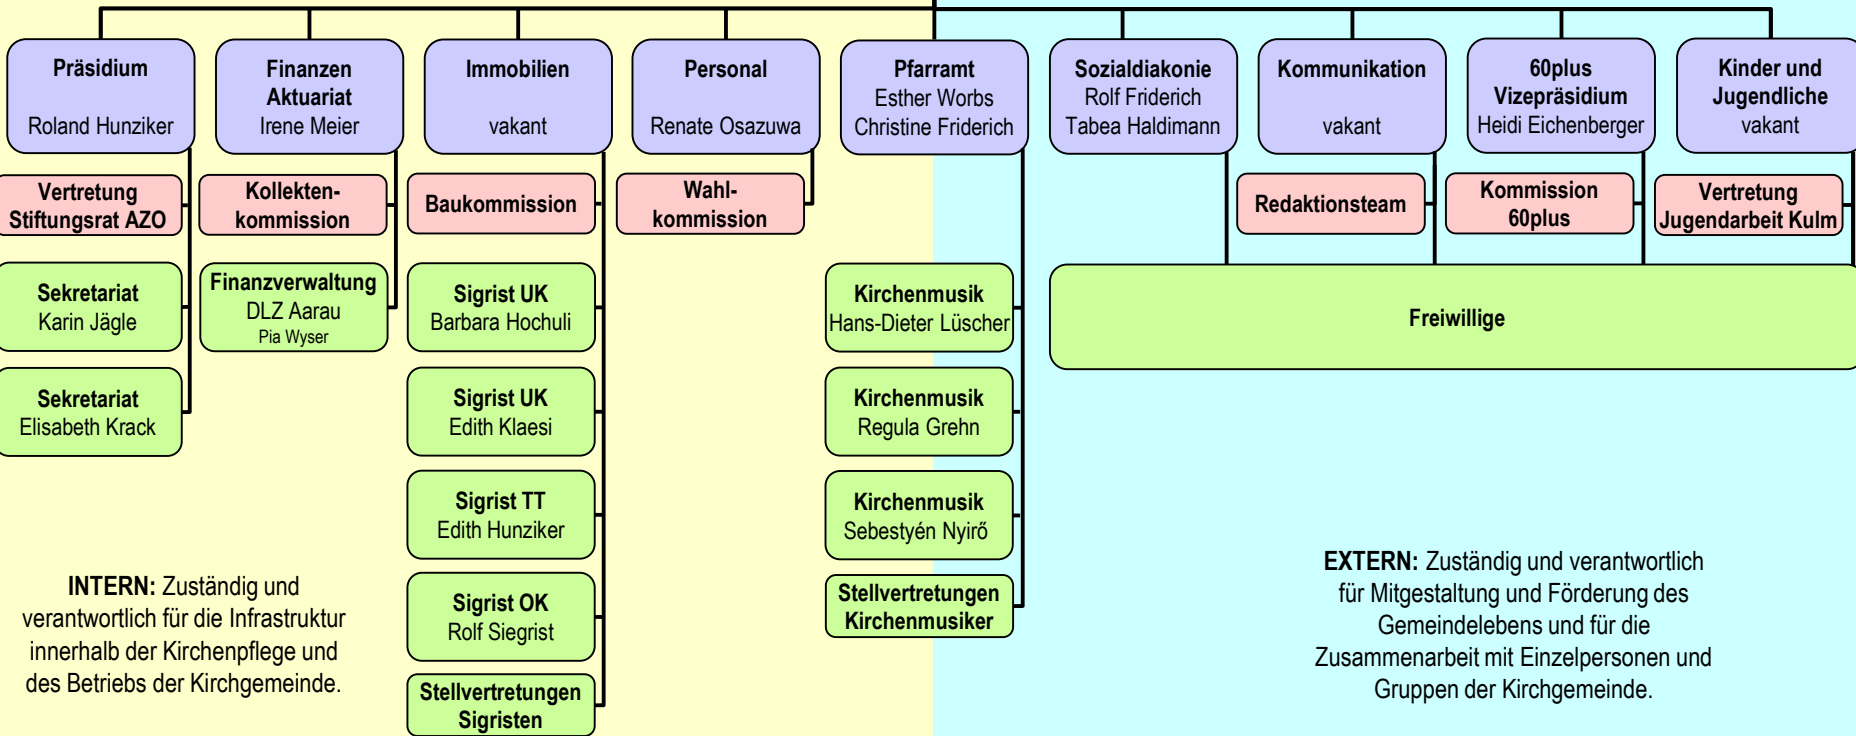 Präsidium
Roland Hunziker
Finanzen
Aktuariat
Irene Meier
Immobilien
vakant
Personal
Renate Osazuwa
Pfarramt
Esther Worbs
Christine Friderich
Sozialdiakonie
Rolf Friderich
Tabea Haldimann
Kommunikation
vakant
60plus
Vizepräsidium
Heidi Eichenberger
Kinder und
Jugendliche
vakant
Vertretung
Stiftungsrat AZO
Kollekten-
kommission
Baukommission
Wahl-
kommission
Redaktionsteam
Kommission
60plus
Vertretung
Jugendarbeit Kulm
Sekretariat
Karin Jägle
Finanzverwaltung
DLZ Aarau
Pia Wyser
Sigrist UK
Barbara Hochuli
Kirchenmusik
Hans-Dieter Lüscher
Freiwillige
Sekretariat
Elisabeth Krack
Sigrist UK
Edith Klaesi
Kirchenmusik
Regula Grehn
Sigrist TT
Edith Hunziker
Kirchenmusik
Sebestyén Nyirő
Sigrist OK
Rolf Siegrist
Stellvertretungen
Kirchenmusiker
Stellvertretungen
Sigristen
INTERN: Zuständig und
verantwortlich für die Infrastruktur
innerhalb der Kirchenpflege und
des Betriebs der Kirchgemeinde.
EXTERN: Zuständig und verantwortlich
für Mitgestaltung und Förderung des
Gemeindelebens und für die
Zusammenarbeit mit Einzelpersonen und
Gruppen der Kirchgemeinde.